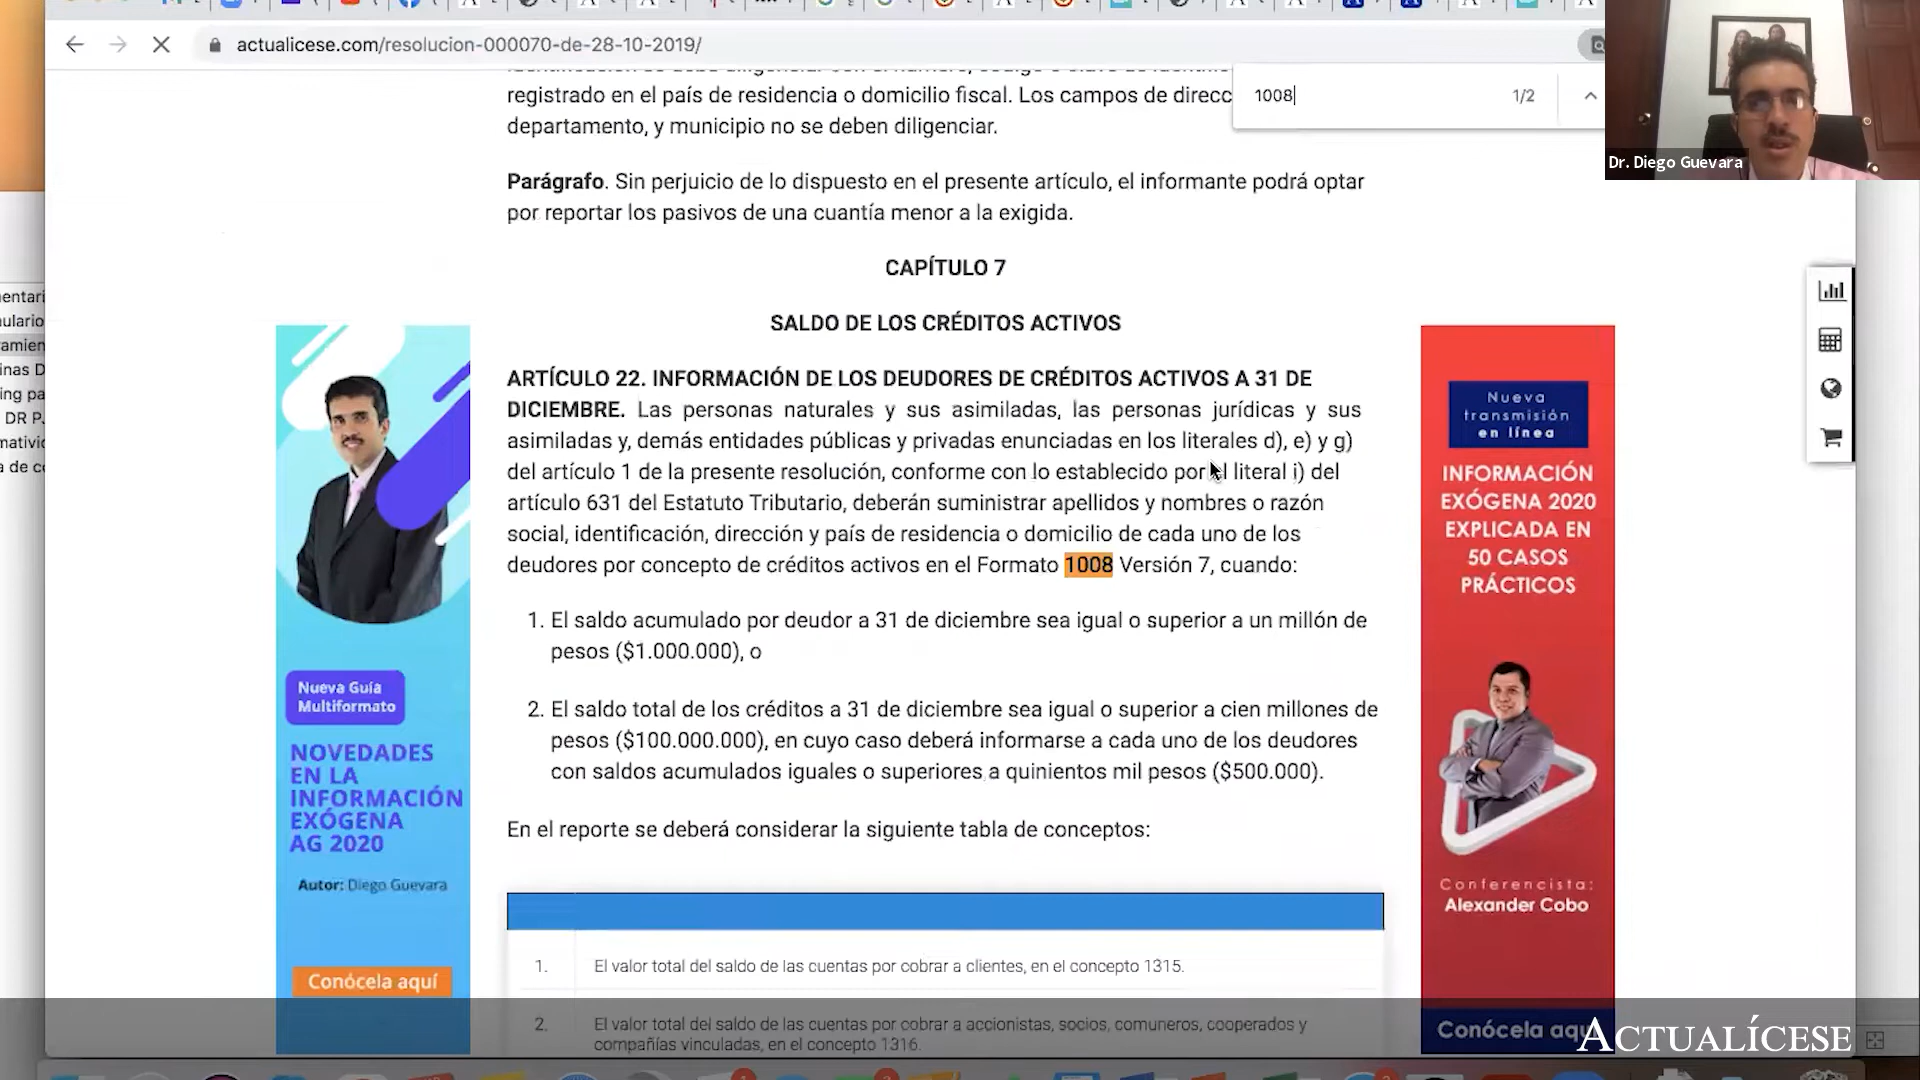 actualicese.com/resolucion-000070-de-28-10-2019/
1008
1/2
Dr. Diego Guevara
registrado en el país de residencia o domicilio fiscal. Los campos de direcc
departamento, y municipio no se deben diligenciar.
Parágrafo. Sin perjuicio de lo dispuesto en el presente artículo, el informante podrá optar
por reportar los pasivos de una cuantía menor a la exigida.
CAPÍTULO 7
SALDO DE LOS CRÉDITOS ACTIVOS
ARTÍCULO 22. INFORMACIÓN DE LOS DEUDORES DE CRÉDITOS ACTIVOS A 31 DE
DICIEMBRE. Las personas naturales y sus asimiladas, las personas jurídicas y sus
asimiladas y, demás entidades públicas y privadas enunciadas en los literales d), e) y g)
del artículo 1 de la presente resolución, conforme con lo establecido por el literal i) del
artículo 631 del Estatuto Tributario, deberán suministrar apellidos y nombres o razón
social, identificación, dirección y país de residencia o domicilio de cada uno de los
deudores por concepto de créditos activos en el Formato 1008 Versión 7, cuando:
1. El saldo acumulado por deudor a 31 de diciembre sea igual o superior a un millón de
pesos ($1.000.000), o
2. El saldo total de los créditos a 31 de diciembre sea igual o superior a cien millones de
pesos ($100.000.000), en cuyo caso deberá informarse a cada uno de los deudores
con saldos acumulados iguales o superiores a quinientos mil pesos ($500.000).
En el reporte se deberá considerar la siguiente tabla de conceptos:
1. El valor total del saldo de las cuentas por cobrar a clientes, en el concepto 1315.
2. El valor total del saldo de las cuentas por cobrar a accionistas, socios, comuneros, cooperados y
compañías vinculadas, en el concepto 1316.
Nueva Guía
Multiformato
NOVEDADES
EN LA
INFORMACIÓN
EXÓGENA
AG 2020
Autor: Diego Guevara
Conócela aquí
Nueva
transmisión
en línea
INFORMACIÓN
EXÓGENA 2020
EXPLICADA EN
50 CASOS
PRÁCTICOS
Conferencista:
Alexander Cobo
Conócela aqu
ACTUALÍCESE